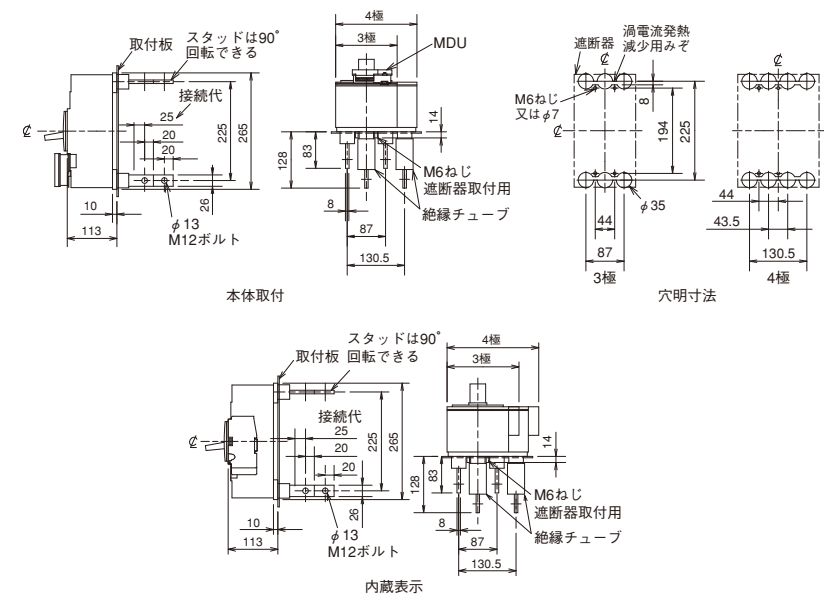 取付板
スタッドは90°
回転できる
接続代
25
20
20
225
265
℄
10
113
26
φ13
M12ボルト
4極
3極
MDU
14
128
83
M6ねじ
遮断器取付用
絶縁チューブ
8
87
130.5
本体取付
遮断器
℄
渦電流発熱
減少用みぞ
M6ねじ
又はφ7
℄
8
194
225
φ35
44
87
3極
℄
℄
44
43.5
130.5
4極
穴明寸法
スタッドは90°
取付板 回転できる
接続代
25
20
20
225
265
℄
10
113
26
φ13
M12ボルト
4極
3極
14
128
83
M6ねじ
遮断器取付用
絶縁チューブ
8
87
130.5
内蔵表示